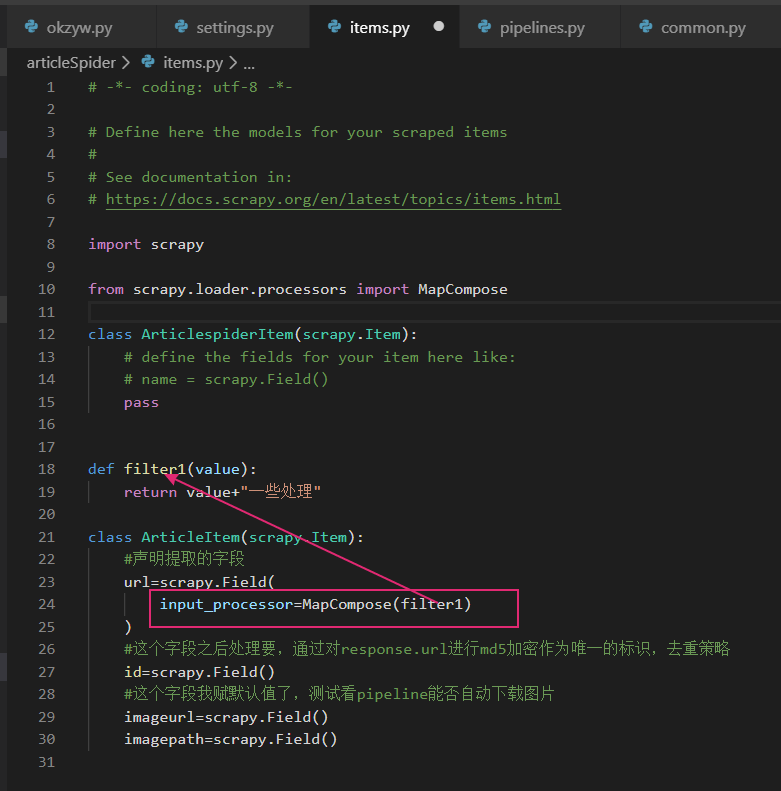 okzyw.py settings.py items.py pipelines.py common.py
articleSpider > items.py > ...
1 # -*- coding: utf-8 -*-
2
3 # Define here the models for your scraped items
4 #
5 # See documentation in:
6 # https://docs.scrapy.org/en/latest/topics/items.html
7
8 import scrapy
9
10 from scrapy.loader.processors import MapCompose
11
12 class ArticlespiderItem(scrapy.Item):
13 # define the fields for your item here like:
14 # name = scrapy.Field()
15 pass
16
17
18 def filter1(value):
19 return value+"一些处理"
20
21 class ArticleItem(scrapy.Item):
22 #声明提取的字段
23 url=scrapy.Field(
24 input_processor=MapCompose(filter1)
25 )
26 #这个字段之后处理要，通过对response.url进行md5加密作为唯一的标识，去重策略
27 id=scrapy.Field()
28 #这个字段我赋默认值了，测试看pipeline能否自动下载图片
29 imageurl=scrapy.Field()
30 imagepath=scrapy.Field()
31